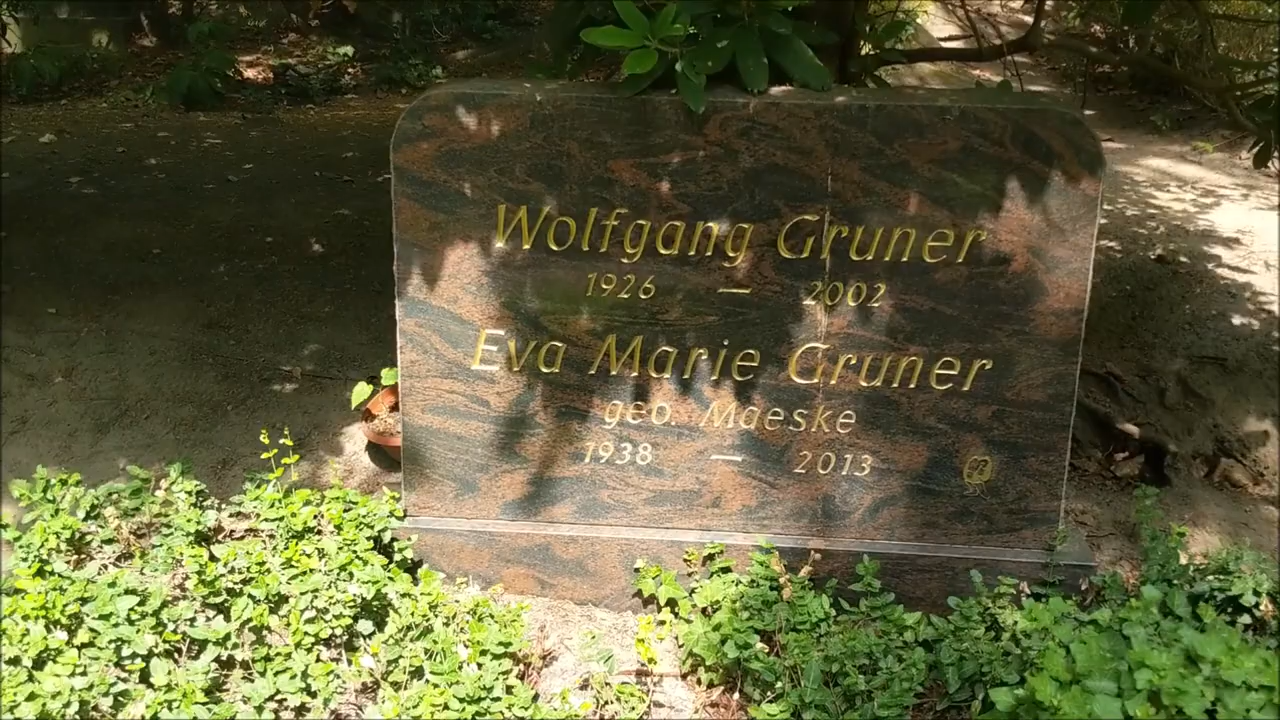 Wolfgang Gruner
1926 – 2002
Eva Marie Gruner
geb. Maeske
1938 – 2013